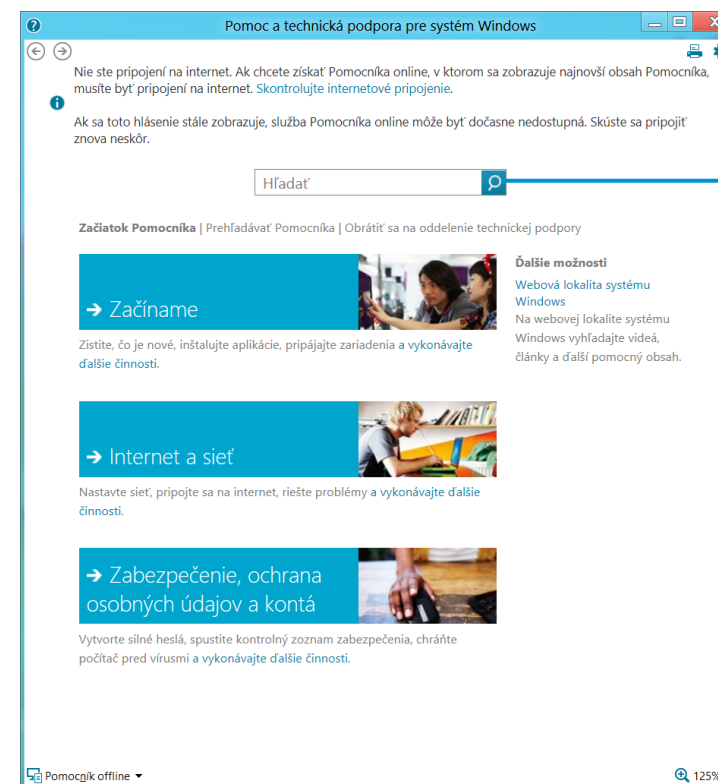 Pomoc a technická podpora pre systém Windows
Nie ste pripojení na internet. Ak chcete získať Pomocníka online, v ktorom sa zobrazuje najnovší obsah Pomocníka,
musíte byť pripojení na internet. Skontrolujte internetové pripojenie.
Ak sa toto hlásenie stále zobrazuje, služba Pomocníka online môže byť dočasne nedostupná. Skúste sa pripojiť
znova neskôr.
Hľadať
Začiatok Pomocníka | Prehľadávať Pomocníka | Obrátiť sa na oddelenie technickej podpory
Začíname
Zistite, čo je nové, inštalujte aplikácie, pripájajte zariadenia a vykonávajte
ďalšie činnosti.
Internet a sieť
Nastavte sieť, pripojte sa na internet, riešte problémy a vykonávajte ďalšie
činnosti.
Zabezpečenie, ochrana
osobných údajov a kontá
Vytvorte silné heslá, spustite kontrolný zoznam zabezpečenia, chráňte
počítač pred vírusmi a vykonávajte ďalšie činnosti.
Ďalšie možnosti
Webová lokalita systému
Windows
Na webovej lokalite systému
Windows vyhľadajte videá,
články a ďalší pomocný obsah.
Pomocník offline
125%